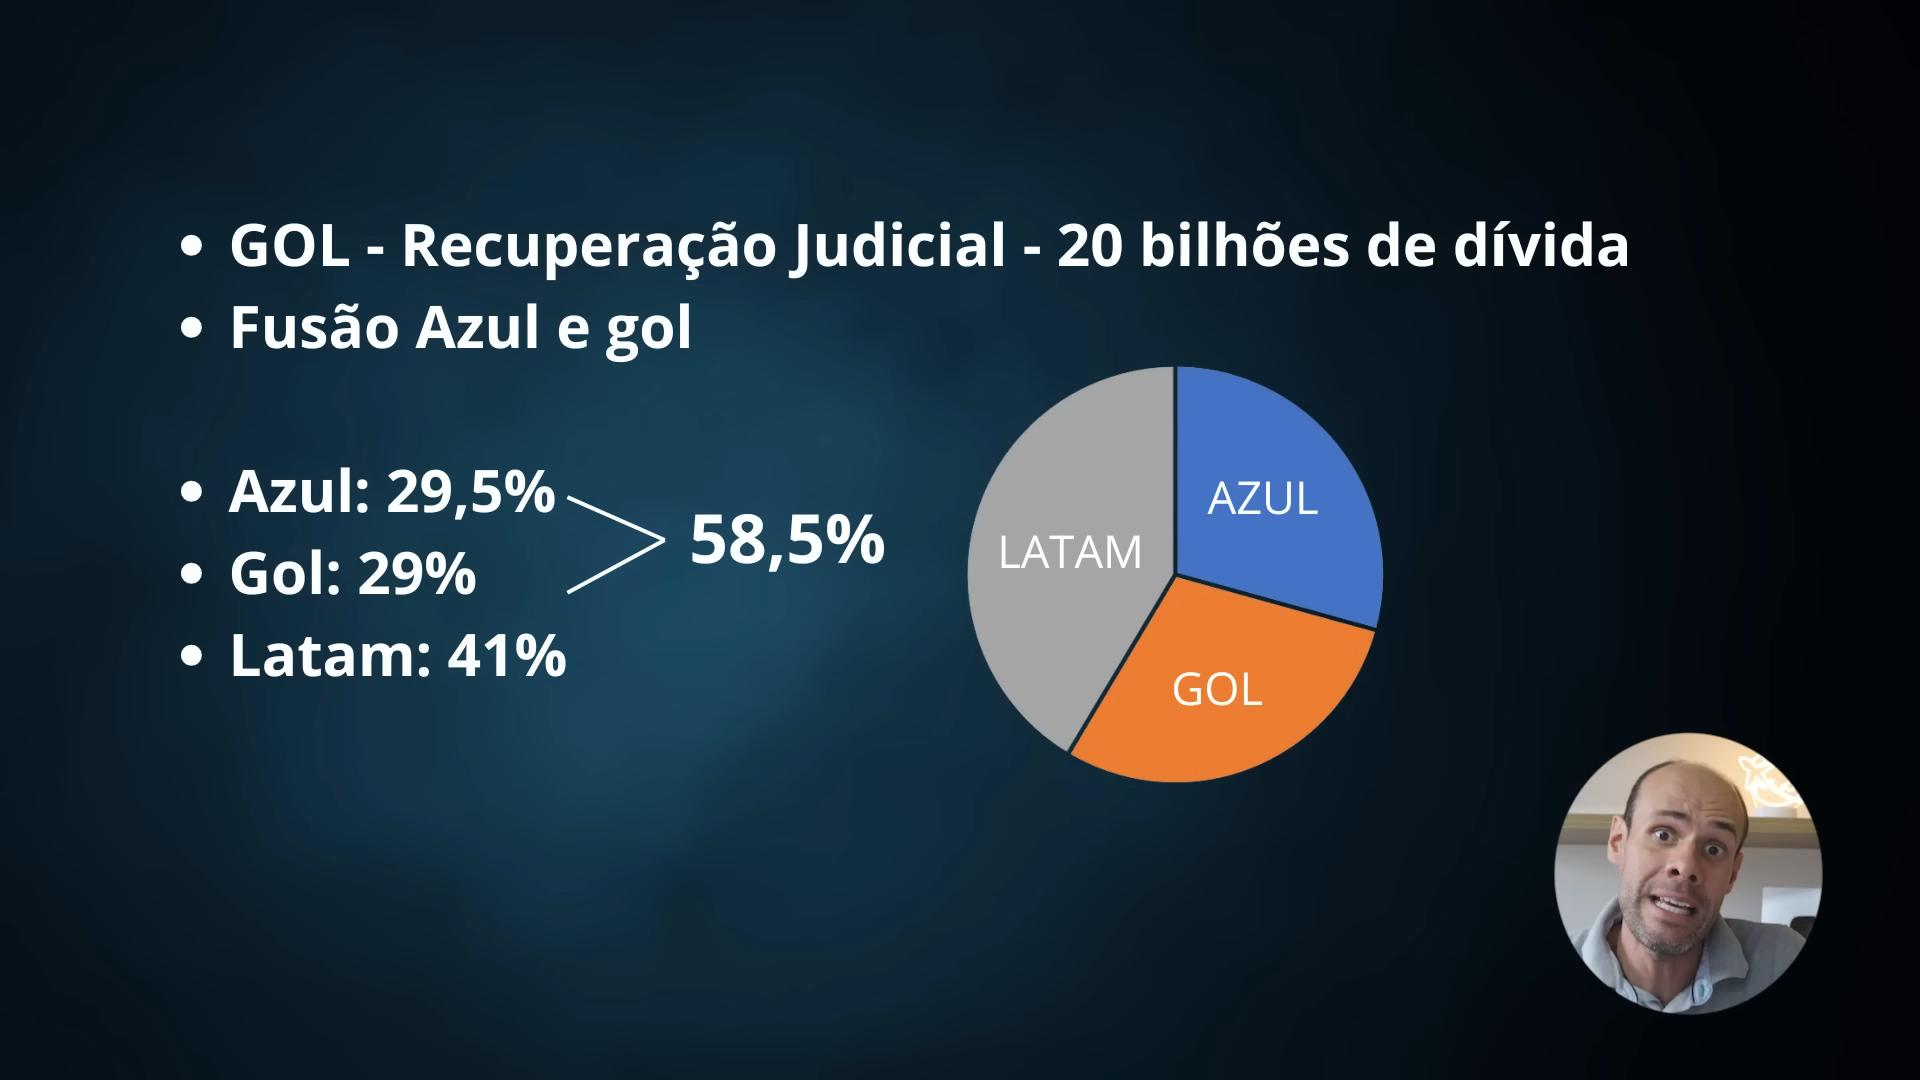 GOL - Recuperação Judicial - 20 bilhões de dívida
Fusão Azul e gol
Azul: 29,5%
Gol: 29%
Latam: 41%
58,5%
AZUL
LATAM
GOL